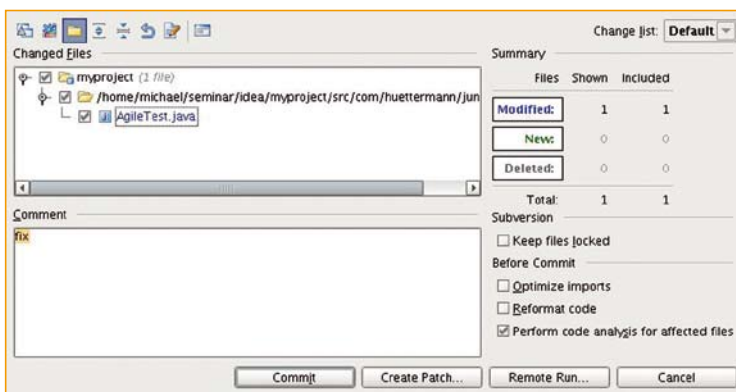 Change list: Default
Changed Files
myproject (1 file)
/home/michael/seminar/idea/myproject/src/com/huettermann/jun
AgileTest.java
Comment
fix
Summary
Files Shown Included
Modified: 1 1
New: 0 0
Deleted: 0 0
Total: 1 1
Subversion
Keep files locked
Before Commit
Optimize imports
Reformat code
Perform code analysis for affected files
Commit Create Patch... Remote Run... Cancel